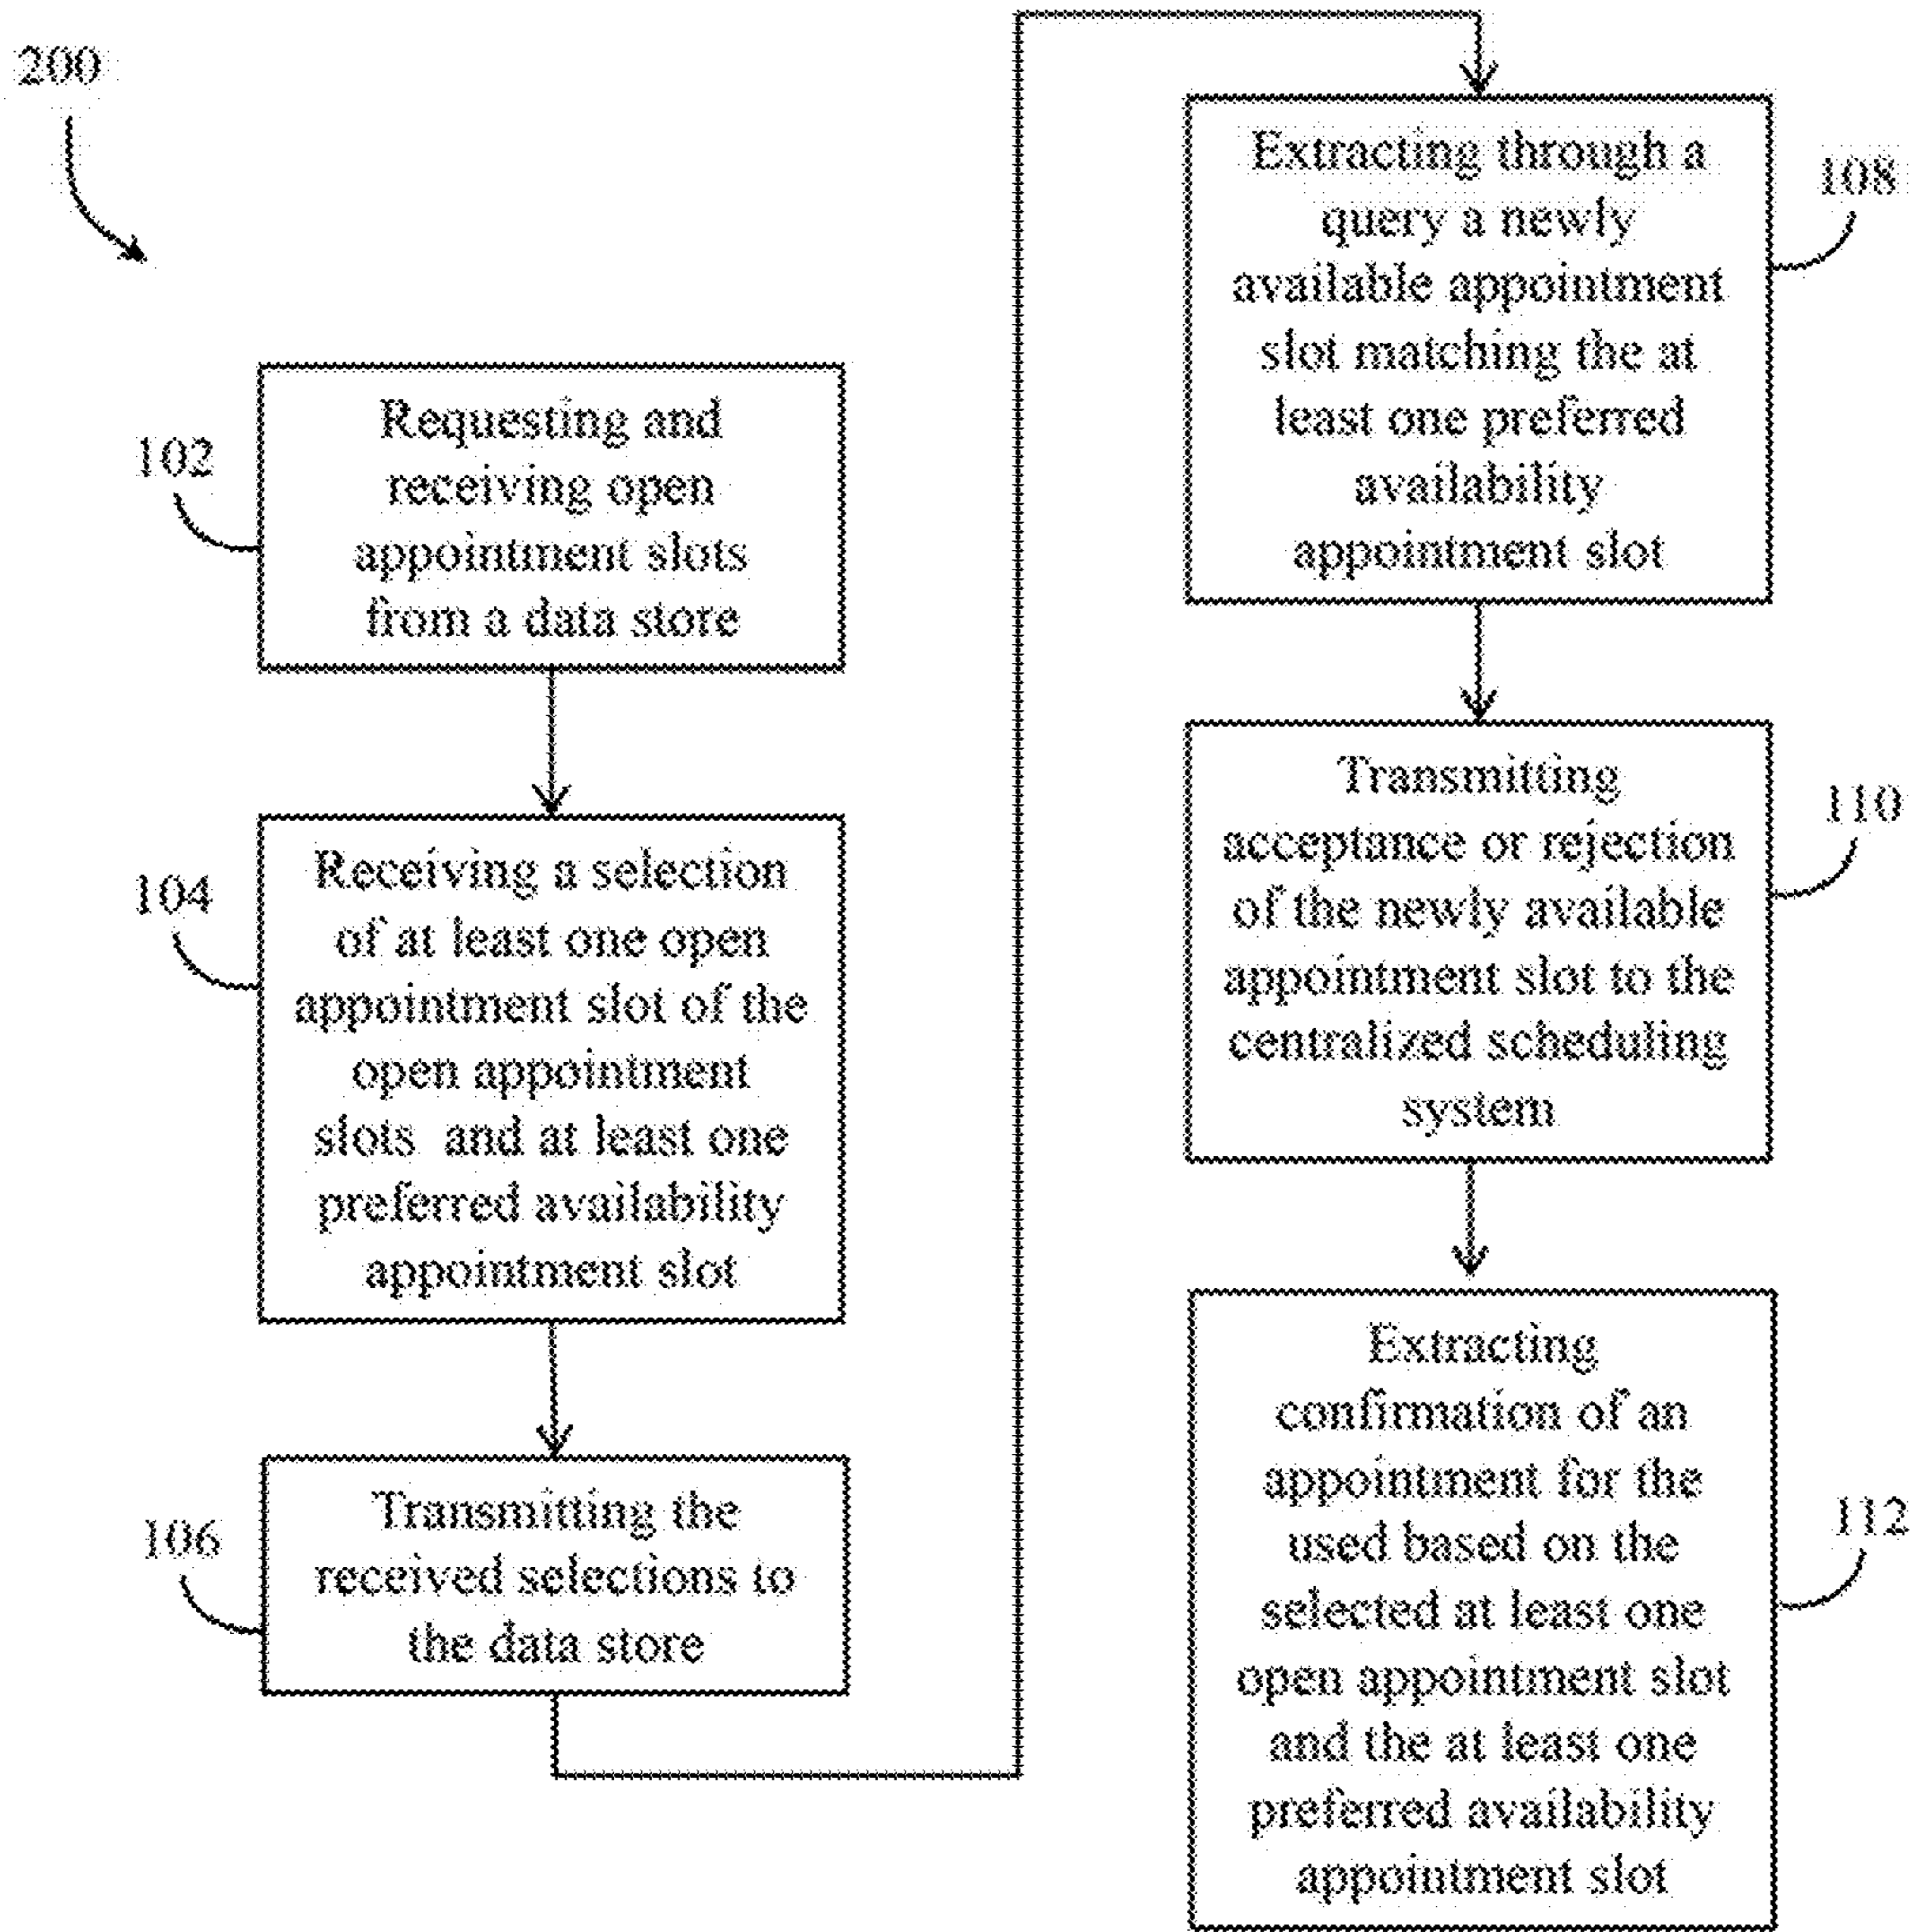 200
102
Requesting and
receiving open
appointment slots
from a data store
104
Receiving a selection
of at least one open
appointment slot of the
open appointment
slots and at least one
preferred availability
appointment slot
106
Transmitting the
received selections to
the data store
108
Extracting through a
query a newly
available appointment
slot matching the at
least one preferred
availability
appointment slot
110
Transmitting
acceptance or rejection
of the newly available
appointment slot to the
centralized scheduling
system
112
Extracting
confirmation of an
appointment for the
used based on the
selected at least one
open appointment slot
and the at least one
preferred availability
appointment slot